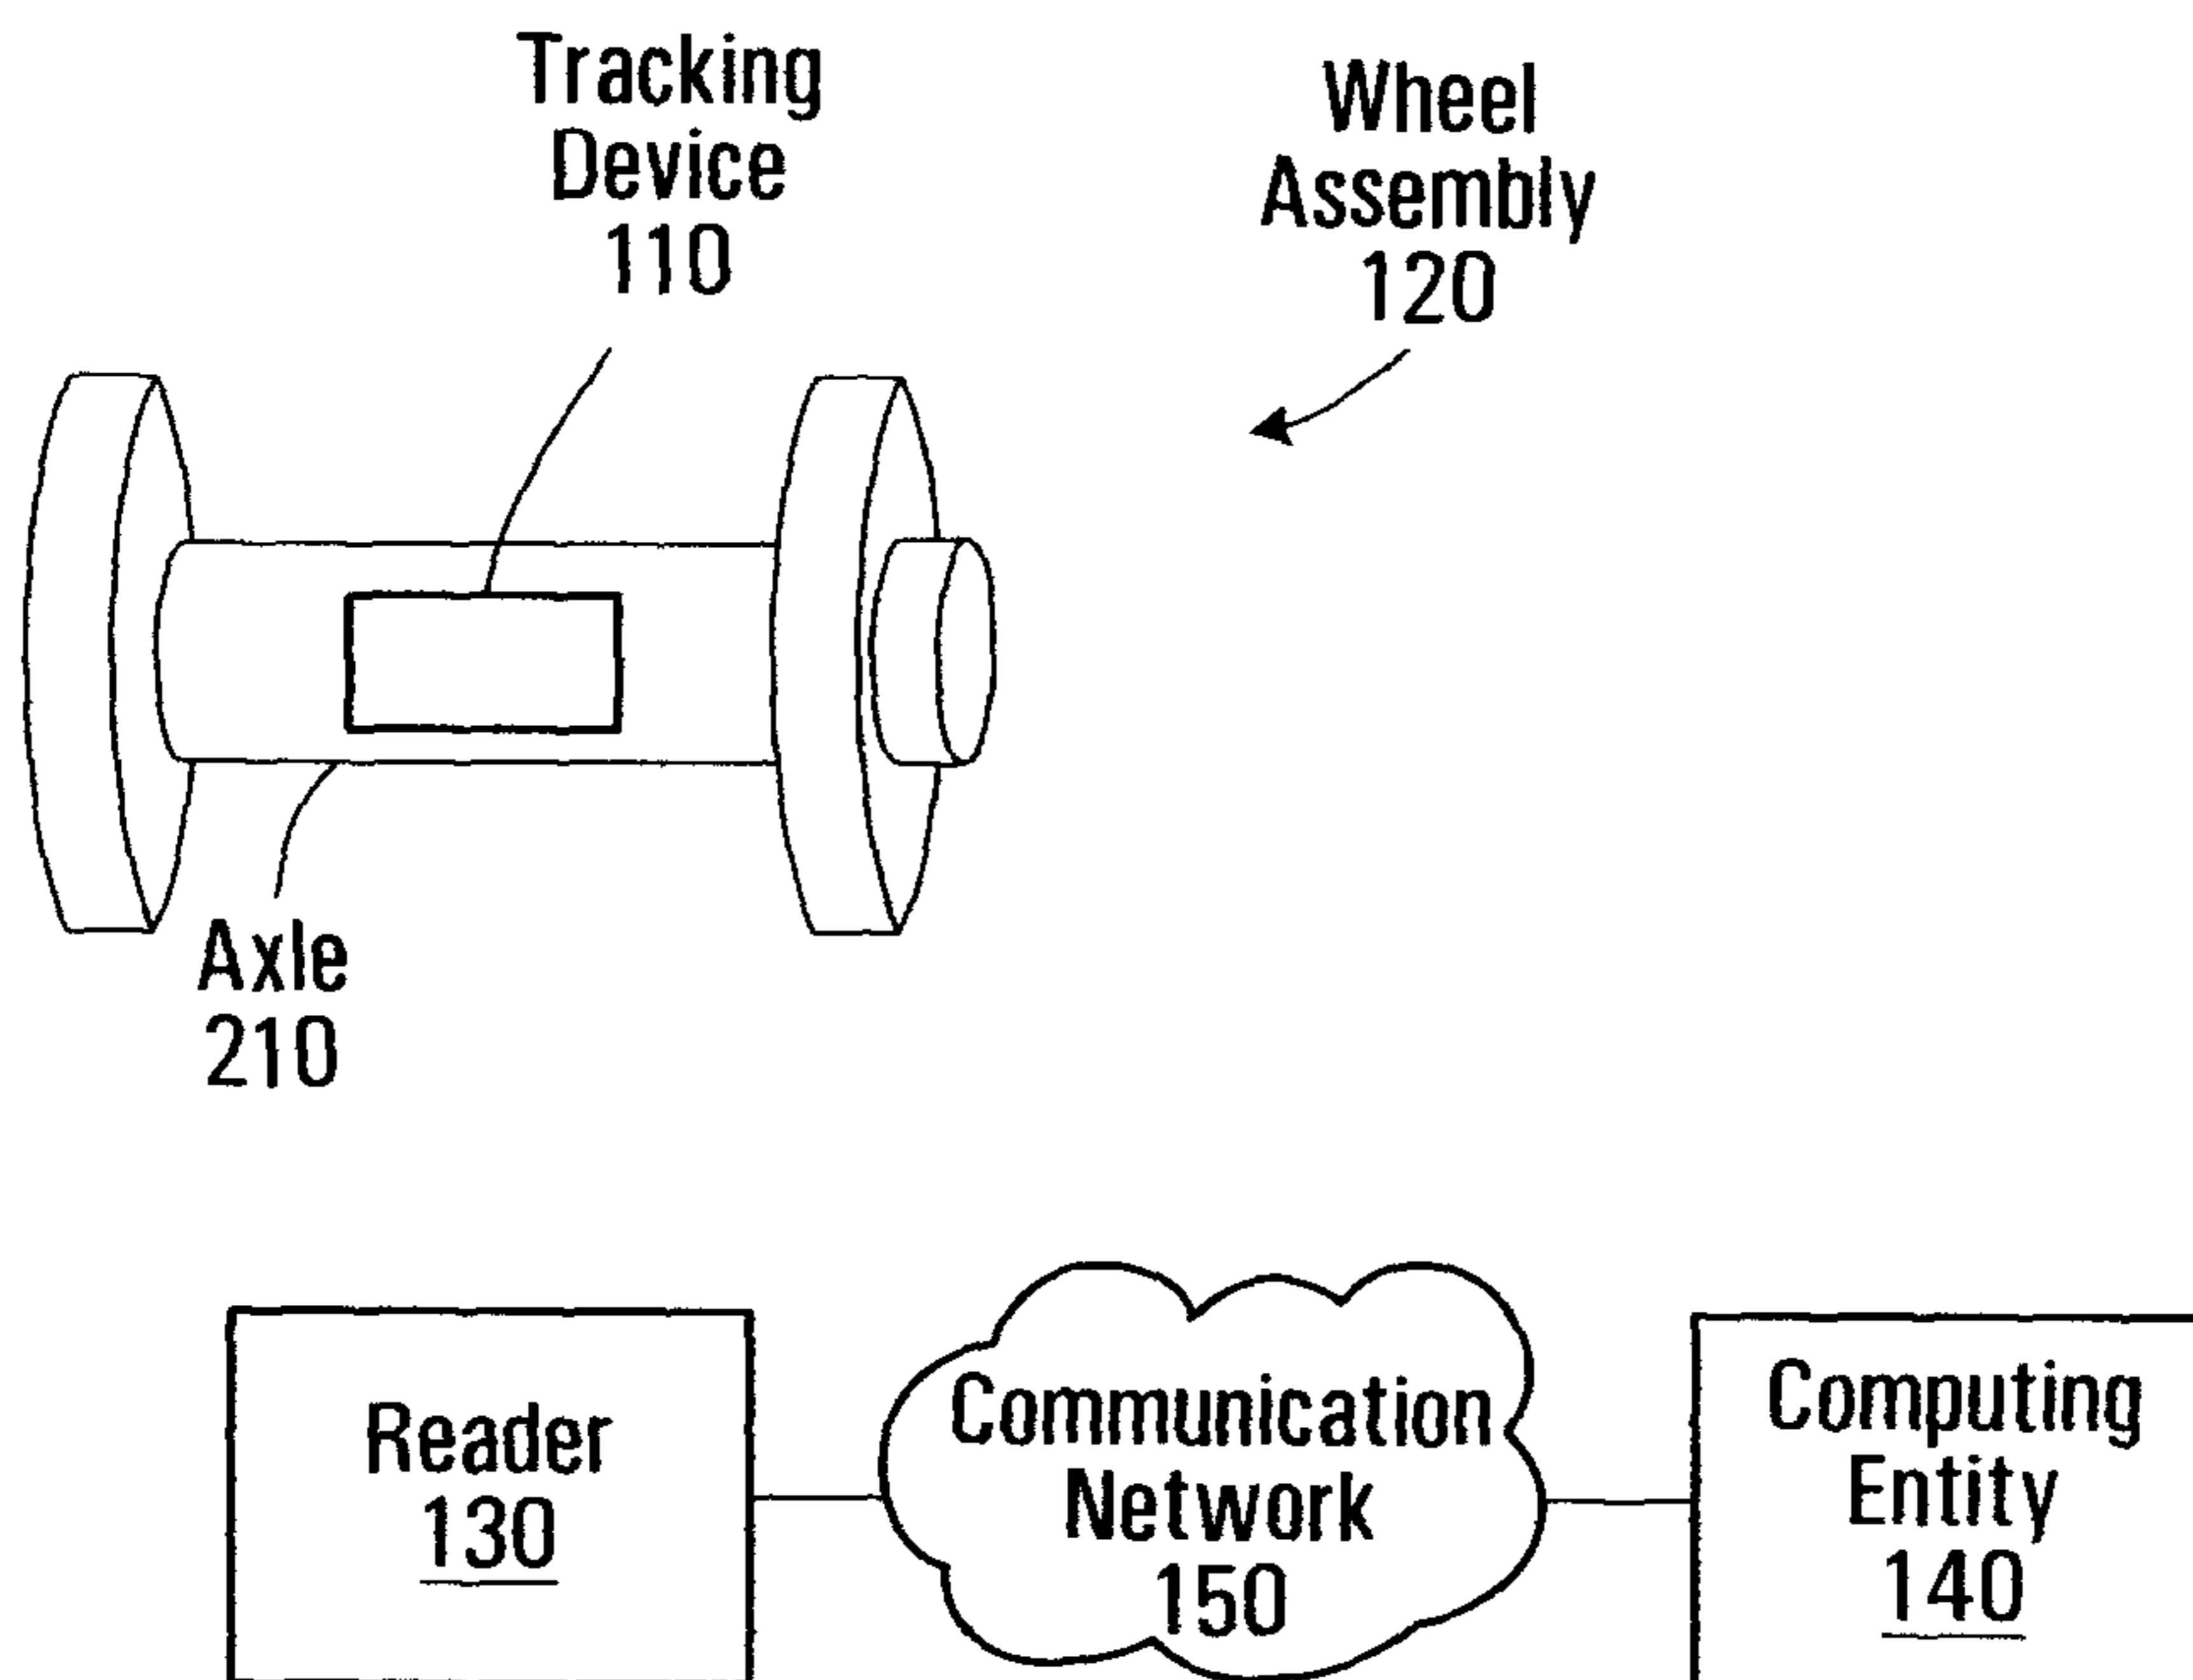 Tracking
Device
110
Wheel
Assembly
120
Axle
210
Reader
130
Communication
Network
150
Computing
Entity
140